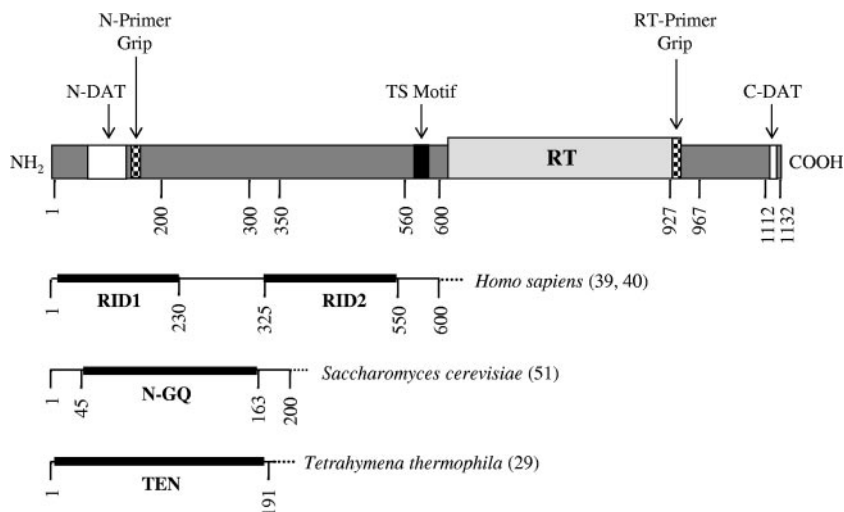 N-Primer
Grip
RT-Primer
Grip
N-DAT
TS Motif
C-DAT
NH2
RT
COOH
1
200
300
350
560
600
927
967
1112
1132
RID1
RID2
Homo sapiens (39, 40)
1
230
325
550
600
N-GQ
Saccharomyces cerevisiae (51)
1
45
163
200
TEN
Tetrahymena thermophila (29)
1
191